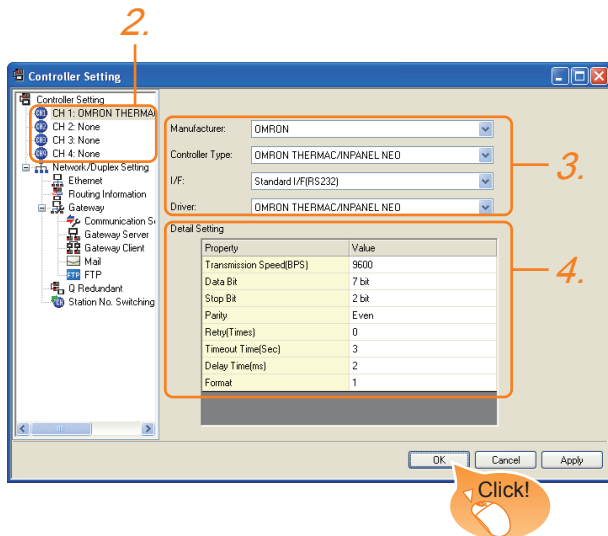 2.
Controller Setting
Controller Setting
CH 1: OMRON THERMA
CH 2: None
CH 3: None
CH 4: None
Network/Duplex Setting
Ethernet
Routing Information
Gateway
Communication S
Gateway Server
Gateway Client
Mail
FTP FTP
Q Redundant
Station No. Switching
Manufacturer: OMRON
Controller Type: OMRON THERMAC/INPANEL NEO
I/F: Standard I/F(RS232)
Driver: OMRON THERMAC/INPANEL NEO
3.
Detail Setting
Property Value
Transmission Speed(BPS) 9600
Data Bit 7 bit
Stop Bit 2 bit
Parity Even
Retry(Times) 0
Timeout Time(Sec) 3
Delay Time(ms) 2
Format 1
4.
OK Cancel Apply
Click!